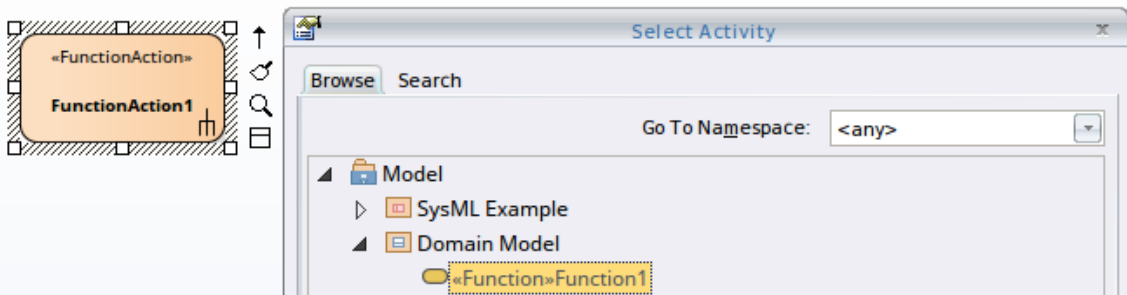 «FunctionAction»
FunctionAction1
Select Activity
Browse Search
Go To Namespace: <any>
Model
SysML Example
Domain Model
«Function»Function1